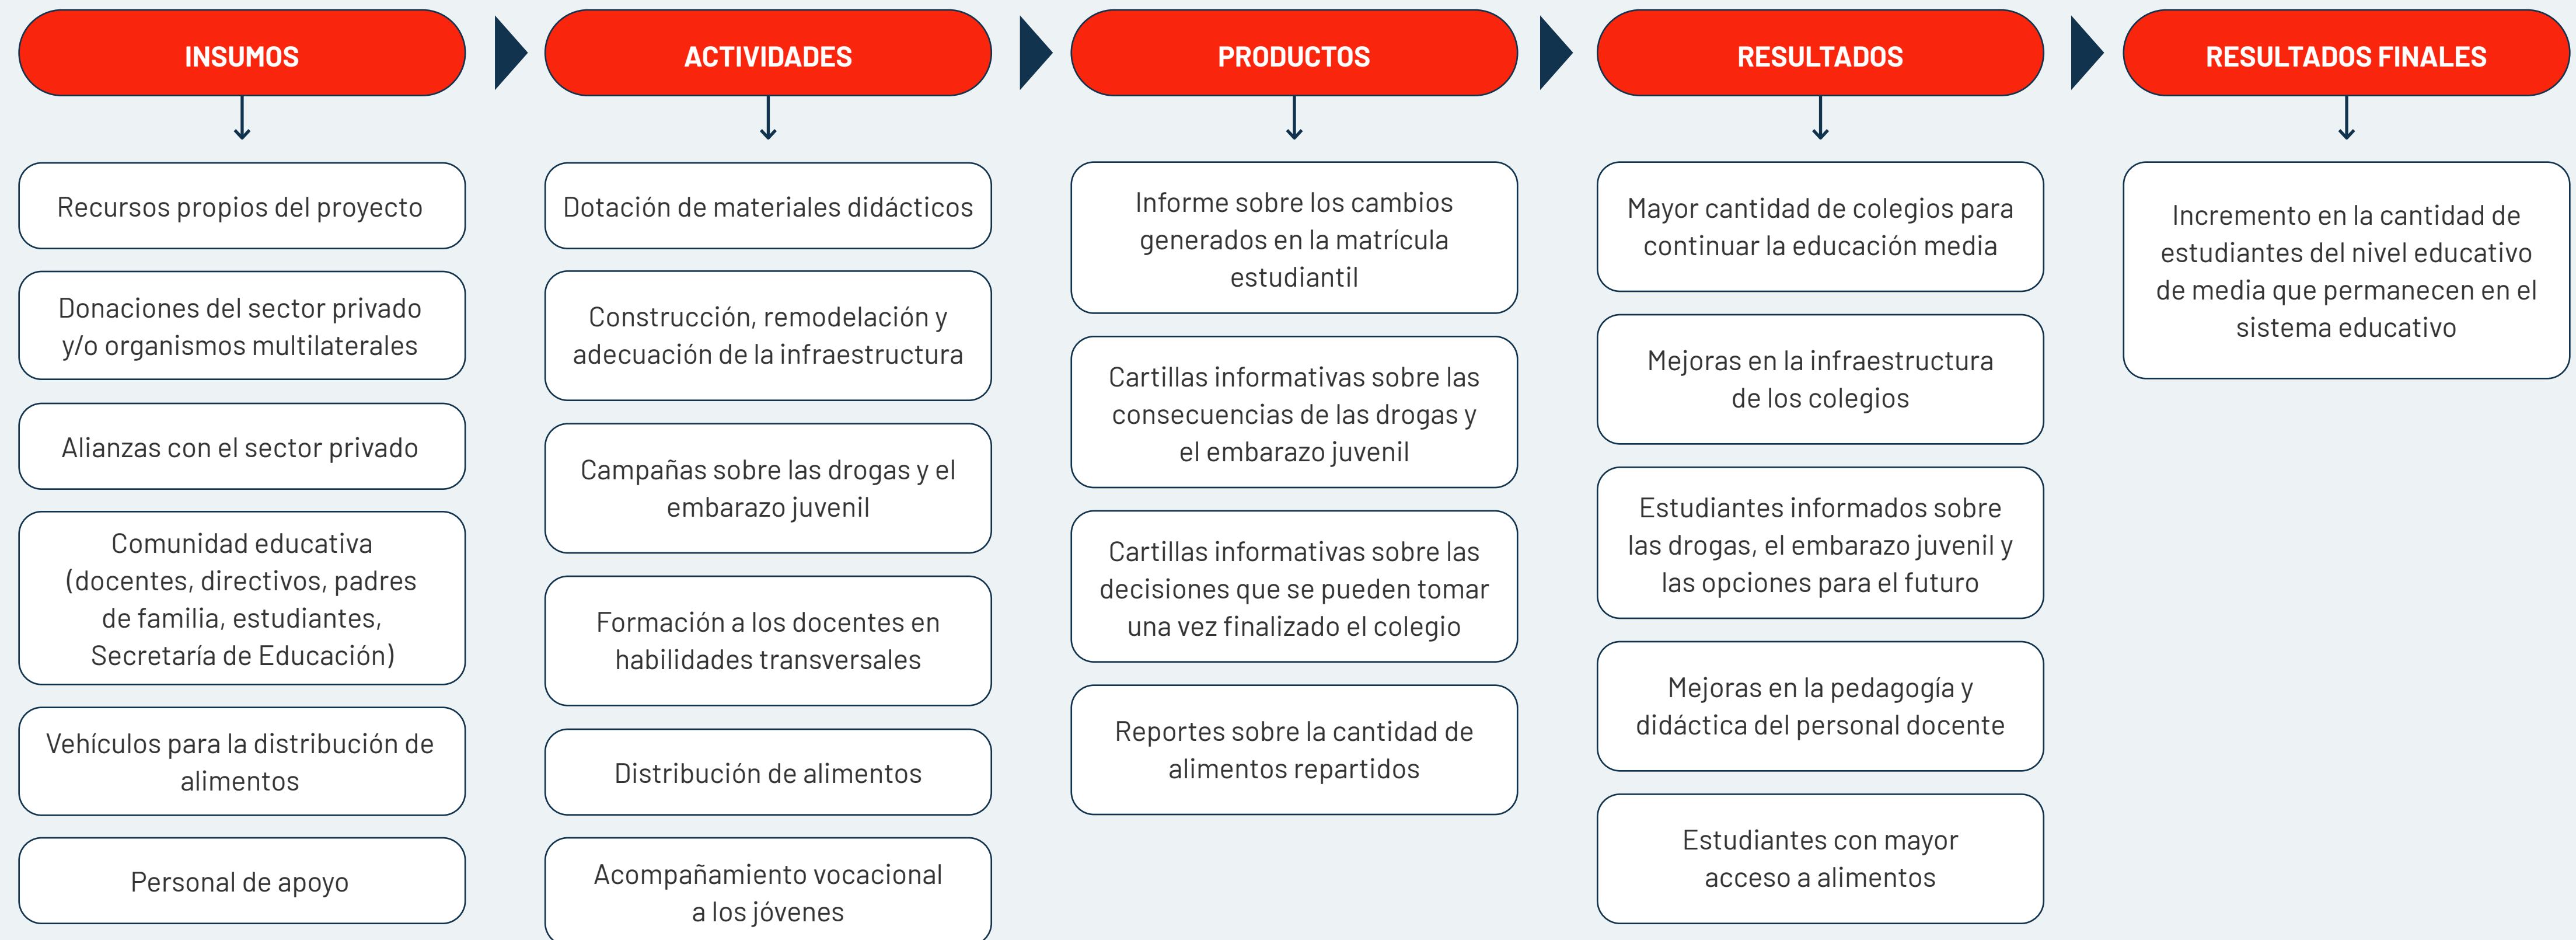 INSUMOS
Recursos propios del proyecto
Donaciones del sector privado
y/o organismos multilaterales
Alianzas con el sector privado
Comunidad educativa
(docentes, directivos, padres
de familia, estudiantes,
Secretaría de Educación)
Vehículos para la distribución de
alimentos
Personal de apoyo
ACTIVIDADES
Dotación de materiales didácticos
Construcción, remodelación y
adecuación de la infraestructura
Campañas sobre las drogas y el
embarazo juvenil
Formación a los docentes en
habilidades transversales
Distribución de alimentos
Acompañamiento vocacional
a los jóvenes
PRODUCTOS
Informe sobre los cambios
generados en la matrícula
estudiantil
Cartillas informativas sobre las
consecuencias de las drogas y
el embarazo juvenil
Cartillas informativas sobre las
decisiones que se pueden tomar
una vez finalizado el colegio
Reportes sobre la cantidad de
alimentos repartidos
RESULTADOS
Mayor cantidad de colegios para
continuar la educación media
Mejoras en la infraestructura
de los colegios
Estudiantes informados sobre
las drogas, el embarazo juvenil y
las opciones para el futuro
Mejoras en la pedagogía y
didáctica del personal docente
Estudiantes con mayor
acceso a alimentos
RESULTADOS FINALES
Incremento en la cantidad de
estudiantes del nivel educativo
de media que permanecen en el
sistema educativo